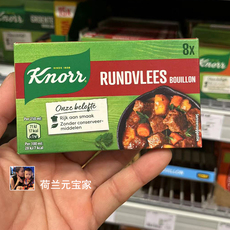 8x
Knorr
RUNDVLEES
BOUILLON
Onze belofte
Rijk aan smaak
Zonder conserveer-
middelen
荷兰元宝家